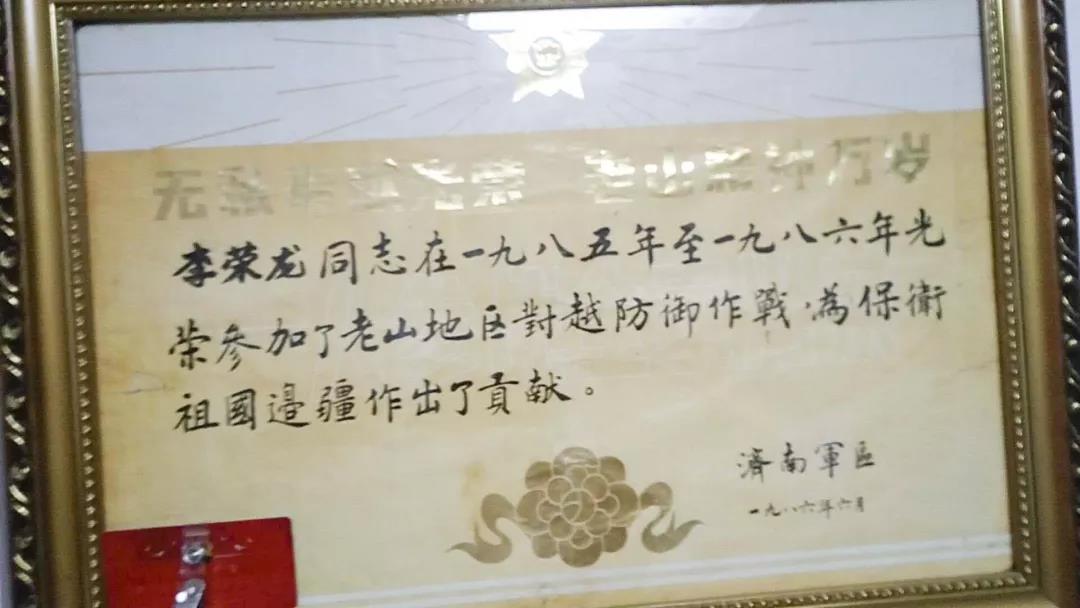 无私奉献光荣 老山精神万岁
李荣龙同志在一九八五年至一九八六年光
荣參加了老山地区對越防御作戰，為保衛
祖國邊疆作出了貢献。
濟南軍區
一九八六年六月